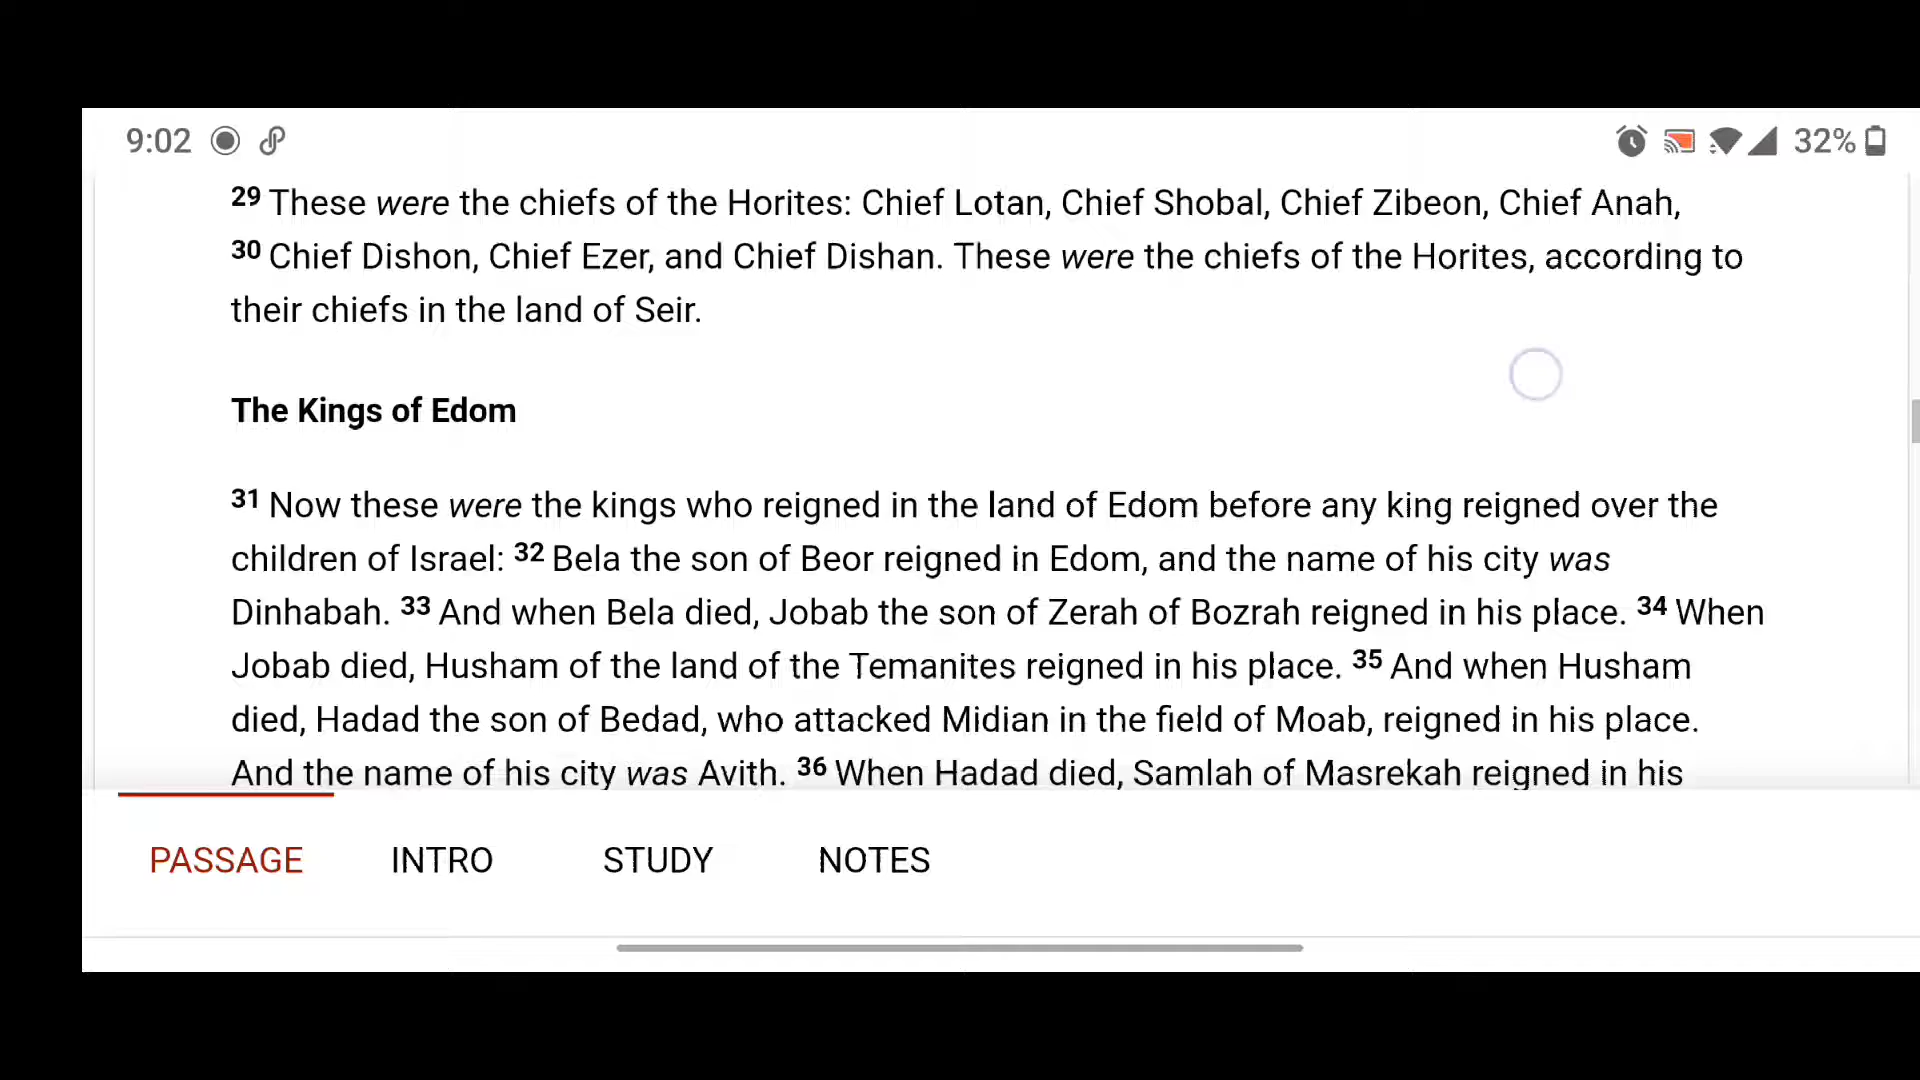 9:02 32%
29 These were the chiefs of the Horites: Chief Lotan, Chief Shobal, Chief Zibeon, Chief Anah,
30 Chief Dishon, Chief Ezer, and Chief Dishan. These were the chiefs of the Horites, according to
their chiefs in the land of Seir.
The Kings of Edom
31 Now these were the kings who reigned in the land of Edom before any king reigned over the
children of Israel: 32 Bela the son of Beor reigned in Edom, and the name of his city was
Dinhabah. 33 And when Bela died, Jobab the son of Zerah of Bozrah reigned in his place. 34 When
Jobab died, Husham of the land of the Temanites reigned in his place. 35 And when Husham
died, Hadad the son of Bedad, who attacked Midian in the field of Moab, reigned in his place.
And the name of his city was Avith. 36 When Hadad died, Samlah of Masrekah reigned in his
PASSAGE INTRO STUDY NOTES